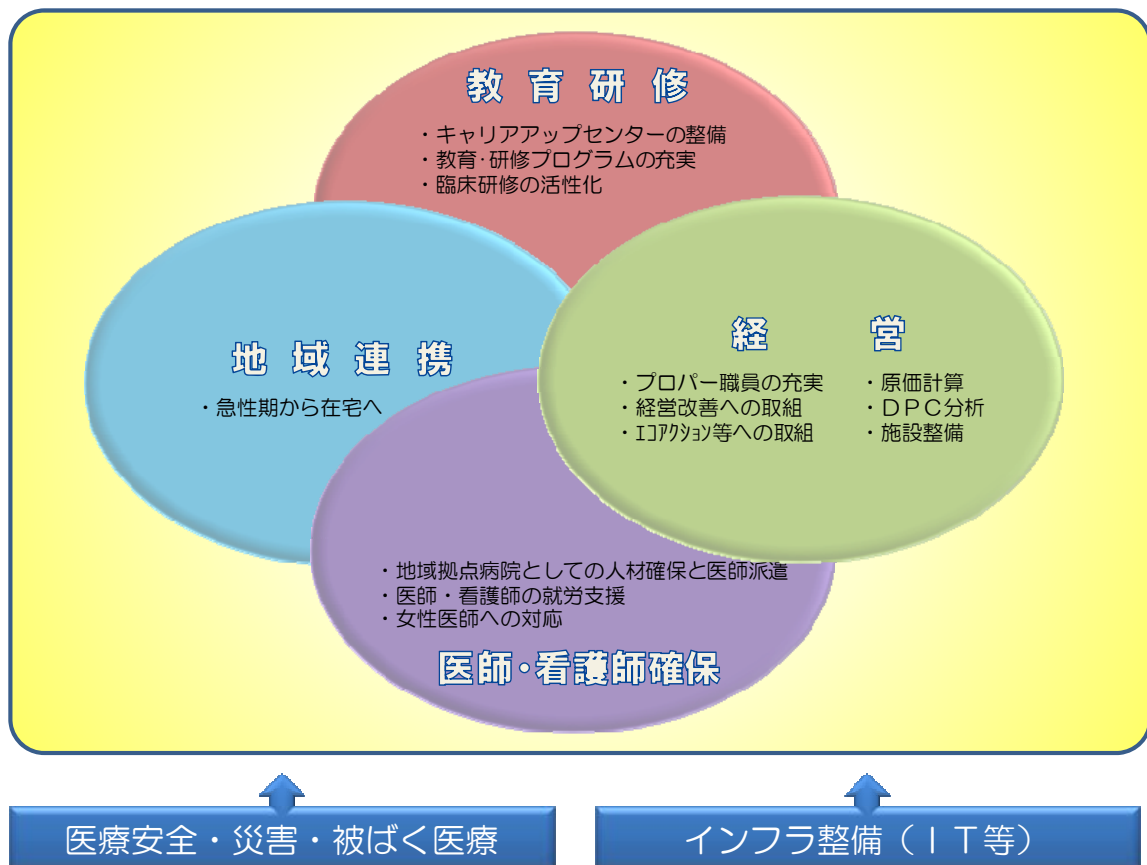 教育研修
・キャリアアップセンターの整備
・教育・研修プログラムの充実
・臨床研修の活性化
地域連携
・急性期から在宅へ
経営
・プロパー職員の充実
・経営改善への取組
・ｴｺｱｸｼｮﾝ等への取組
・原価計算
・ＤＰＣ分析
・施設整備
・地域拠点病院としての人材確保と医師派遣
・医師・看護師の就労支援
・女性医師への対応
医師・看護師確保
医療安全・災害・被ばく医療
インフラ整備（ＩＴ等）